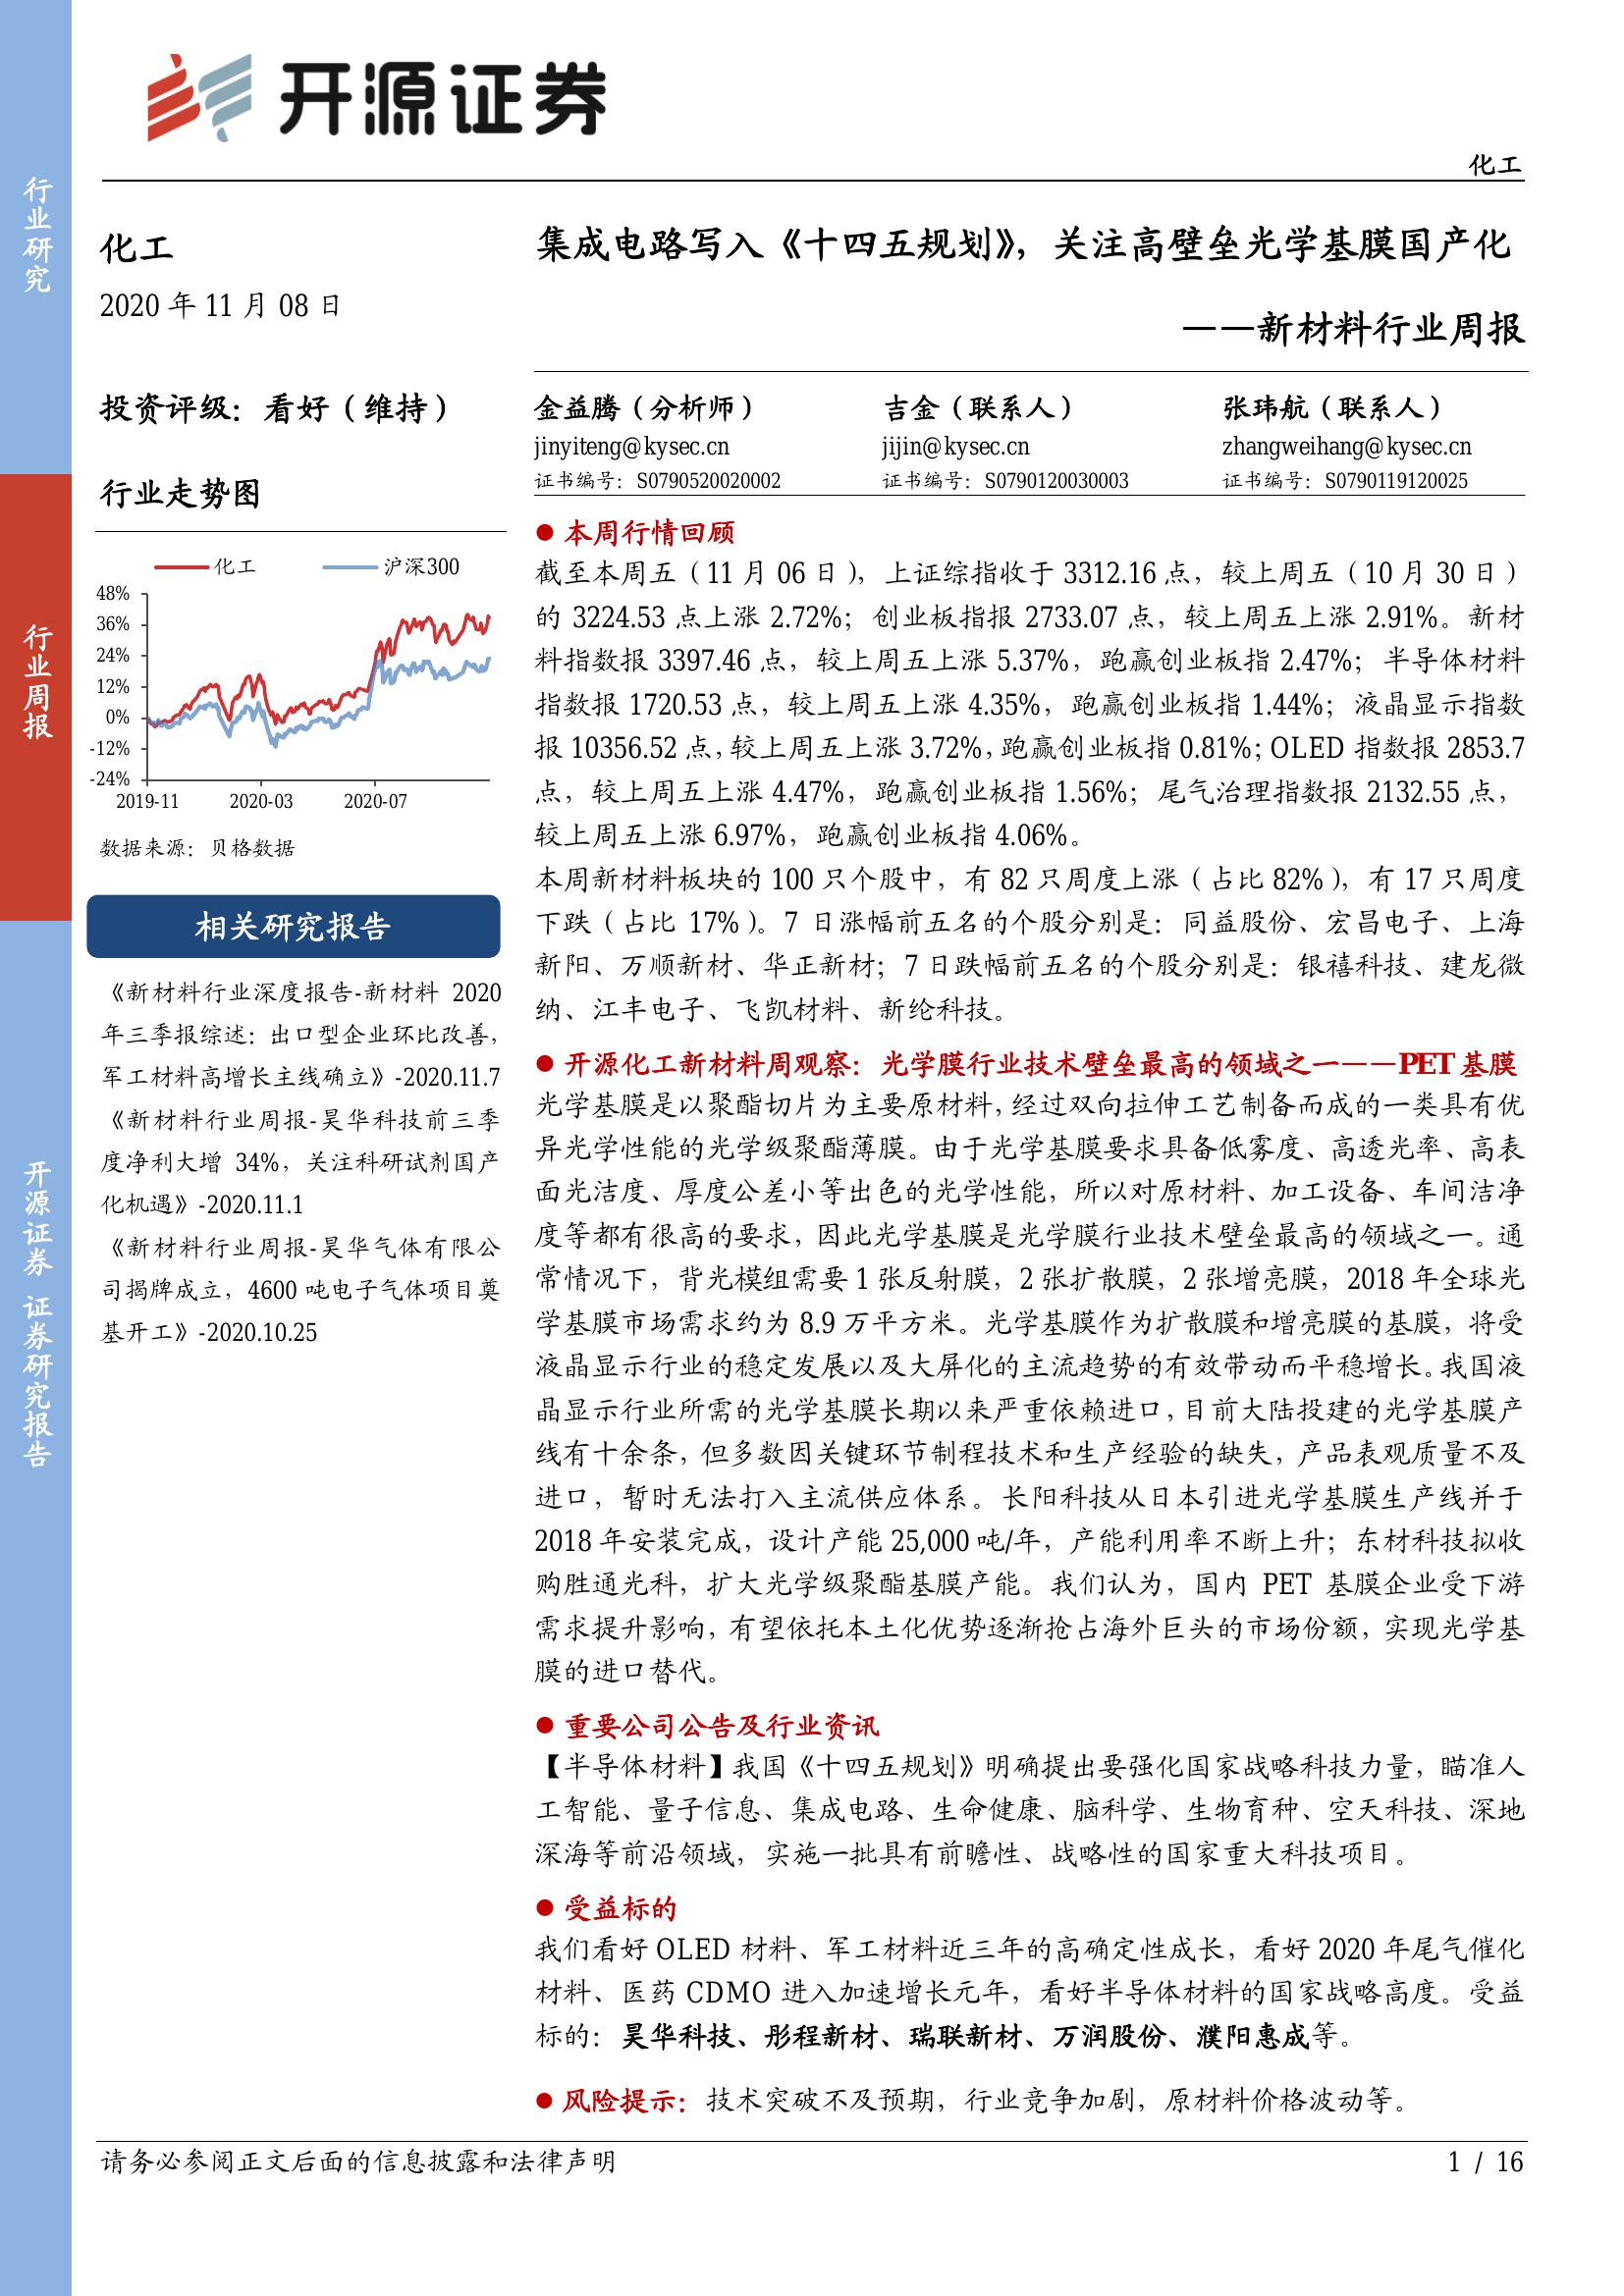 开源证券
化工
行业研究
行业周报
开源证券 证券研究报告
化工
2020 年 11 月 08 日
集成电路写入《十四五规划》，关注高壁垒光学基膜国产化
——新材料行业周报
投资评级：看好（维持）
行业走势图
化工 沪深300
48%
36%
24%
12%
0%
-12%
-24%
2019-11 2020-03 2020-07
数据来源：贝格数据
相关研究报告
《新材料行业深度报告-新材料 2020
年三季报综述：出口型企业环比改善，
军工材料高增长主线确立》-2020.11.7
《新材料行业周报-昊华科技前三季
度净利大增 34%，关注科研试剂国产
化机遇》-2020.11.1
《新材料行业周报-昊华气体有限公
司揭牌成立，4600 吨电子气体项目奠
基开工》-2020.10.25
金益腾（分析师） 吉金（联系人） 张玮航（联系人）
jinyiteng@kysec.cn jijin@kysec.cn zhangweihang@kysec.cn
证书编号：S0790520020002 证书编号：S0790120030003 证书编号：S0790119120025
● 本周行情回顾
截至本周五（11 月 06 日），上证综指收于 3312.16 点，较上周五（10 月 30 日）
的 3224.53 点上涨 2.72%；创业板指报 2733.07 点，较上周五上涨 2.91%。新材
料指数报 3397.46 点，较上周五上涨 5.37%，跑赢创业板指 2.47%；半导体材料
指数报 1720.53 点，较上周五上涨 4.35%，跑赢创业板指 1.44%；液晶显示指数
报 10356.52 点，较上周五上涨 3.72%，跑赢创业板指 0.81%；OLED 指数报 2853.7
点，较上周五上涨 4.47%，跑赢创业板指 1.56%；尾气治理指数报 2132.55 点，
较上周五上涨 6.97%，跑赢创业板指 4.06%。
本周新材料板块的 100 只个股中，有 82 只周度上涨（占比 82%），有 17 只周度
下跌（占比 17%）。7 日涨幅前五名的个股分别是：同益股份、宏昌电子、上海
新阳、万顺新材、华正新材；7 日跌幅前五名的个股分别是：银禧科技、建龙微
纳、江丰电子、飞凯材料、新纶科技。
● 开源化工新材料周观察：光学膜行业技术壁垒最高的领域之一——PET 基膜
光学基膜是以聚酯切片为主要原材料，经过双向拉伸工艺制备而成的一类具有优
异光学性能的光学级聚酯薄膜。由于光学基膜要求具备低雾度、高透光率、高表
面光洁度、厚度公差小等出色的光学性能，所以对原材料、加工设备、车间洁净
度等都有很高的要求，因此光学基膜是光学膜行业技术壁垒最高的领域之一。通
常情况下，背光模组需要 1 张反射膜，2 张扩散膜，2 张增亮膜，2018 年全球光
学基膜市场需求约为 8.9 万平方米。光学基膜作为扩散膜和增亮膜的基膜，将受
液晶显示行业的稳定发展以及大屏化的主流趋势的有效带动而平稳增长。我国液
晶显示行业所需的光学基膜长期以来严重依赖进口，目前大陆投建的光学基膜产
线有十余条，但多数因关键环节制程技术和生产经验的缺失，产品表观质量不及
进口，暂时无法打入主流供应体系。长阳科技从日本引进光学基膜生产线并于
2018 年安装完成，设计产能 25,000 吨/年，产能利用率不断上升；东材科技拟收
购胜通光科，扩大光学级聚酯基膜产能。我们认为，国内 PET 基膜企业受下游
需求提升影响，有望依托本土化优势逐渐抢占海外巨头的市场份额，实现光学基
膜的进口替代。
● 重要公司公告及行业资讯
【半导体材料】我国《十四五规划》明确提出要强化国家战略科技力量，瞄准人
工智能、量子信息、集成电路、生命健康、脑科学、生物育种、空天科技、深地
深海等前沿领域，实施一批具有前瞻性、战略性的国家重大科技项目。
● 受益标的
我们看好 OLED 材料、军工材料近三年的高确定性成长，看好 2020 年尾气催化
材料、医药 CDMO 进入加速增长元年，看好半导体材料的国家战略高度。受益
标的：昊华科技、彤程新材、瑞联新材、万润股份、濮阳惠成等。
● 风险提示：技术突破不及预期，行业竞争加剧，原材料价格波动等。
请务必参阅正文后面的信息披露和法律声明 1 / 16